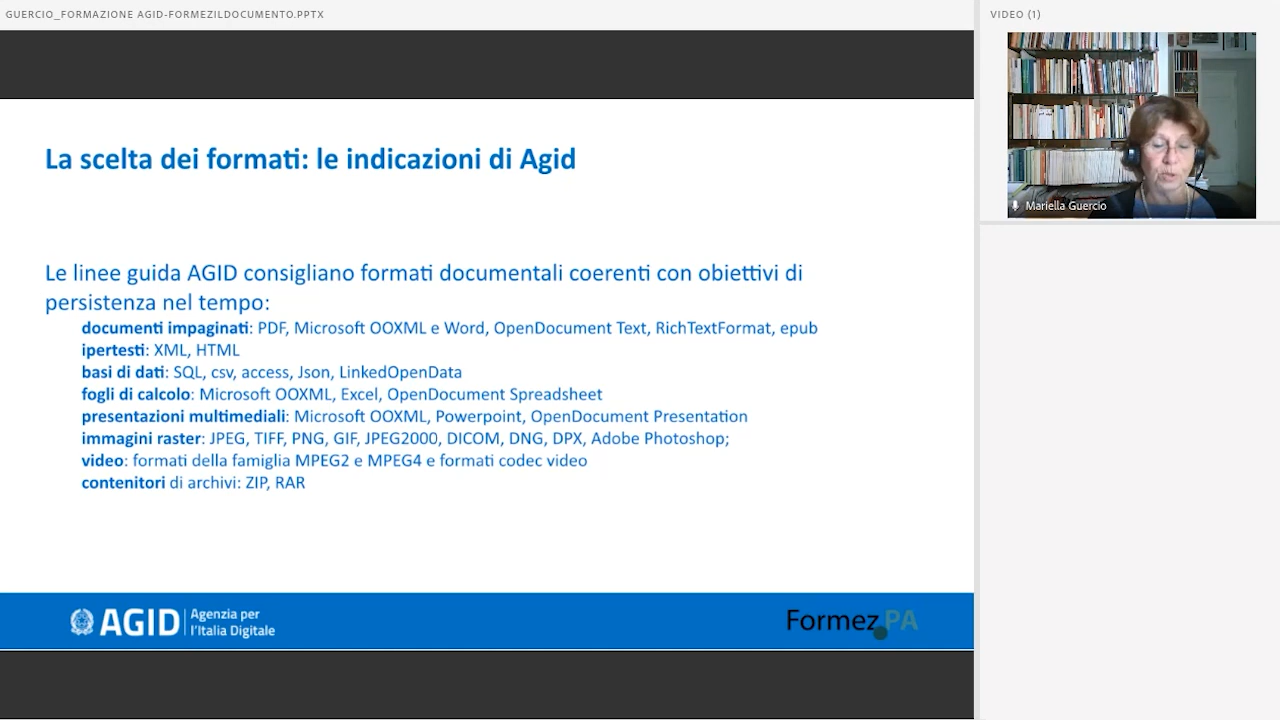 GUERCIO_FORMAZIONE AGID-FORMEZILDOCUMENTO.PPTX
VIDEO (1)
Mariella Guercio
La scelta dei formati: le indicazioni di Agid
Le linee guida AGID consigliano formati documentali coerenti con obiettivi di
persistenza nel tempo:
documenti impaginati: PDF, Microsoft OOXML e Word, OpenDocument Text, RichTextFormat, epub
ipertesti: XML, HTML
basi di dati: SQL, csv, access, Json, LinkedOpenData
fogli di calcolo: Microsoft OOXML, Excel, OpenDocument Spreadsheet
presentazioni multimediali: Microsoft OOXML, Powerpoint, OpenDocument Presentation
immagini raster: JPEG, TIFF, PNG, GIF, JPEG2000, DICOM, DNG, DPX, Adobe Photoshop;
video: formati della famiglia MPEG2 e MPEG4 e formati codec video
contenitori di archivi: ZIP, RAR
AGID
Agenzia per
l'Italia Digitale
Formez PA